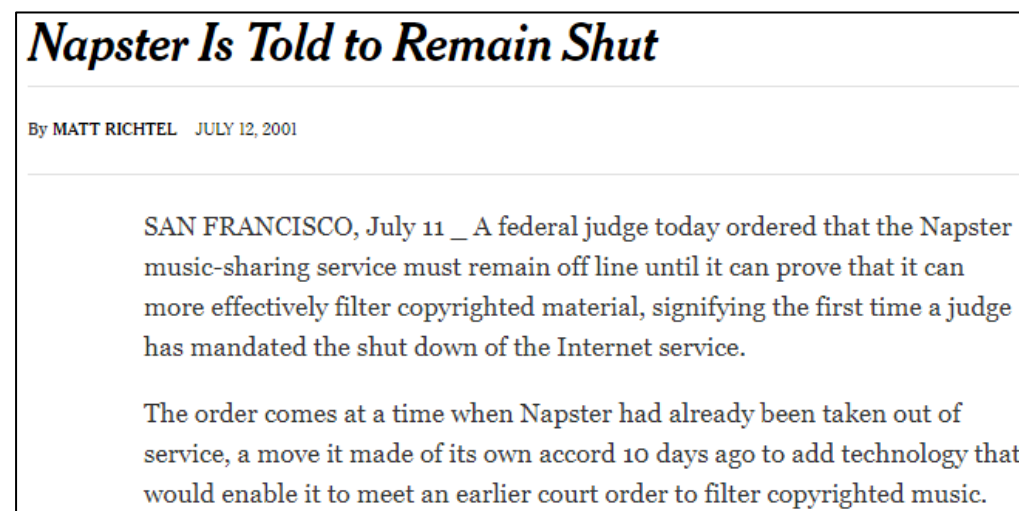 Napster Is Told to Remain Shut
By MATT RICHTEL JULY 12, 2001
SAN FRANCISCO, July 11 _ A federal judge today ordered that the Napster
music-sharing service must remain off line until it can prove that it can
more effectively filter copyrighted material, signifying the first time a judge
has mandated the shut down of the Internet service.
The order comes at a time when Napster had already been taken out of
service, a move it made of its own accord 10 days ago to add technology that
would enable it to meet an earlier court order to filter copyrighted music.